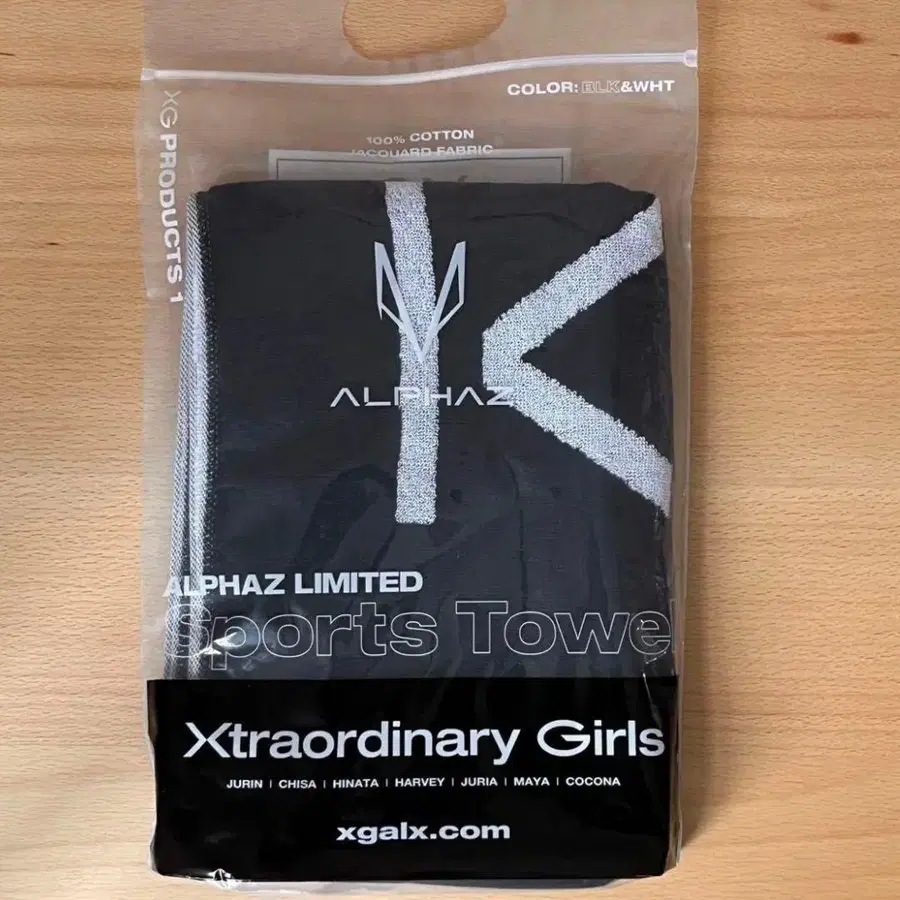 COLOR: BLK&WHT
XG PRODUCTS 1
100% COTTON
JACQUARD FABRIC
ALPHAZ
ALPHAZ LIMITED
Sports Towel
Xtraordinary Girls
JURIN | CHISA | HINATA | HARVEY | JURIA | MAYA | COCONA
xgalx.com